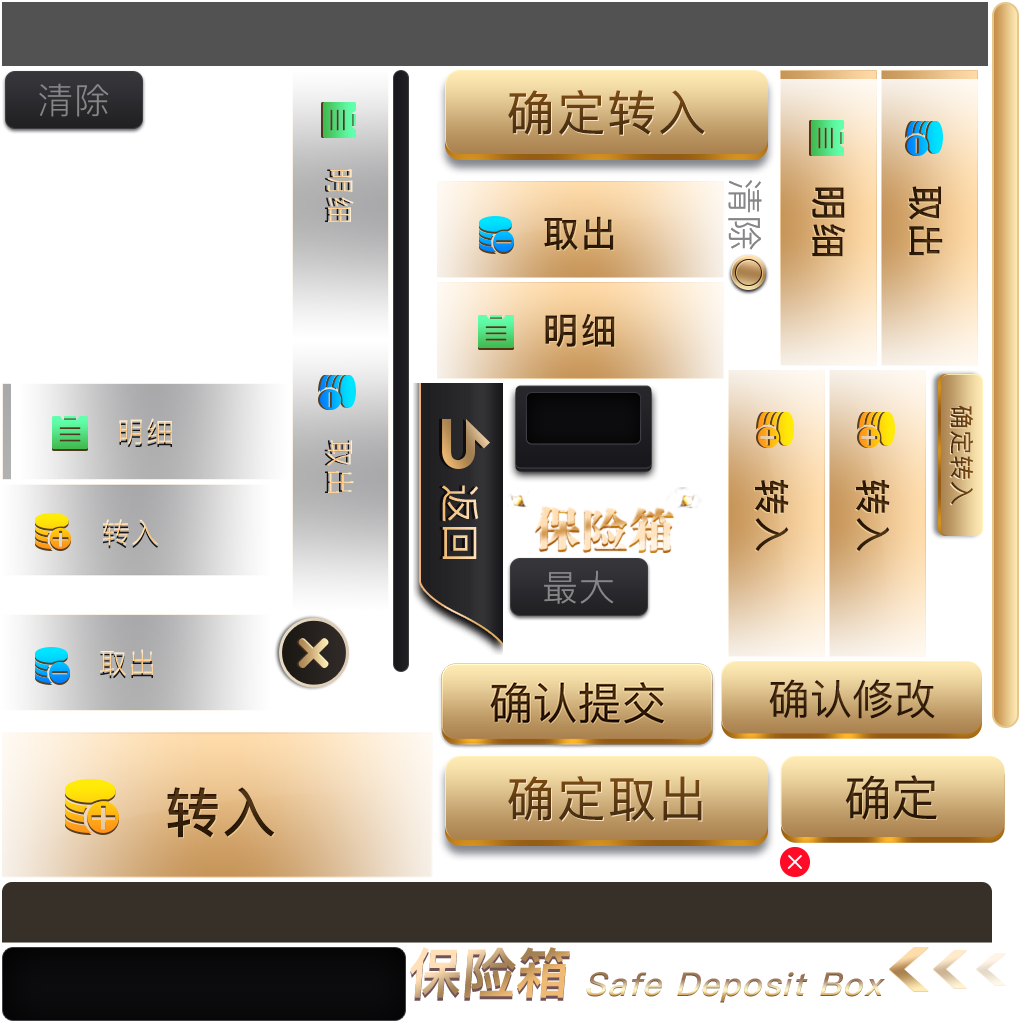 清除
明细
确定转入
明细
取出
取出
清除
明细
取出
明细
转入
取出
返回
保险箱
最大
转入
转入
确定转入
确认提交
确认修改
转入
确定取出
确定
保险箱 Safe Deposit Box